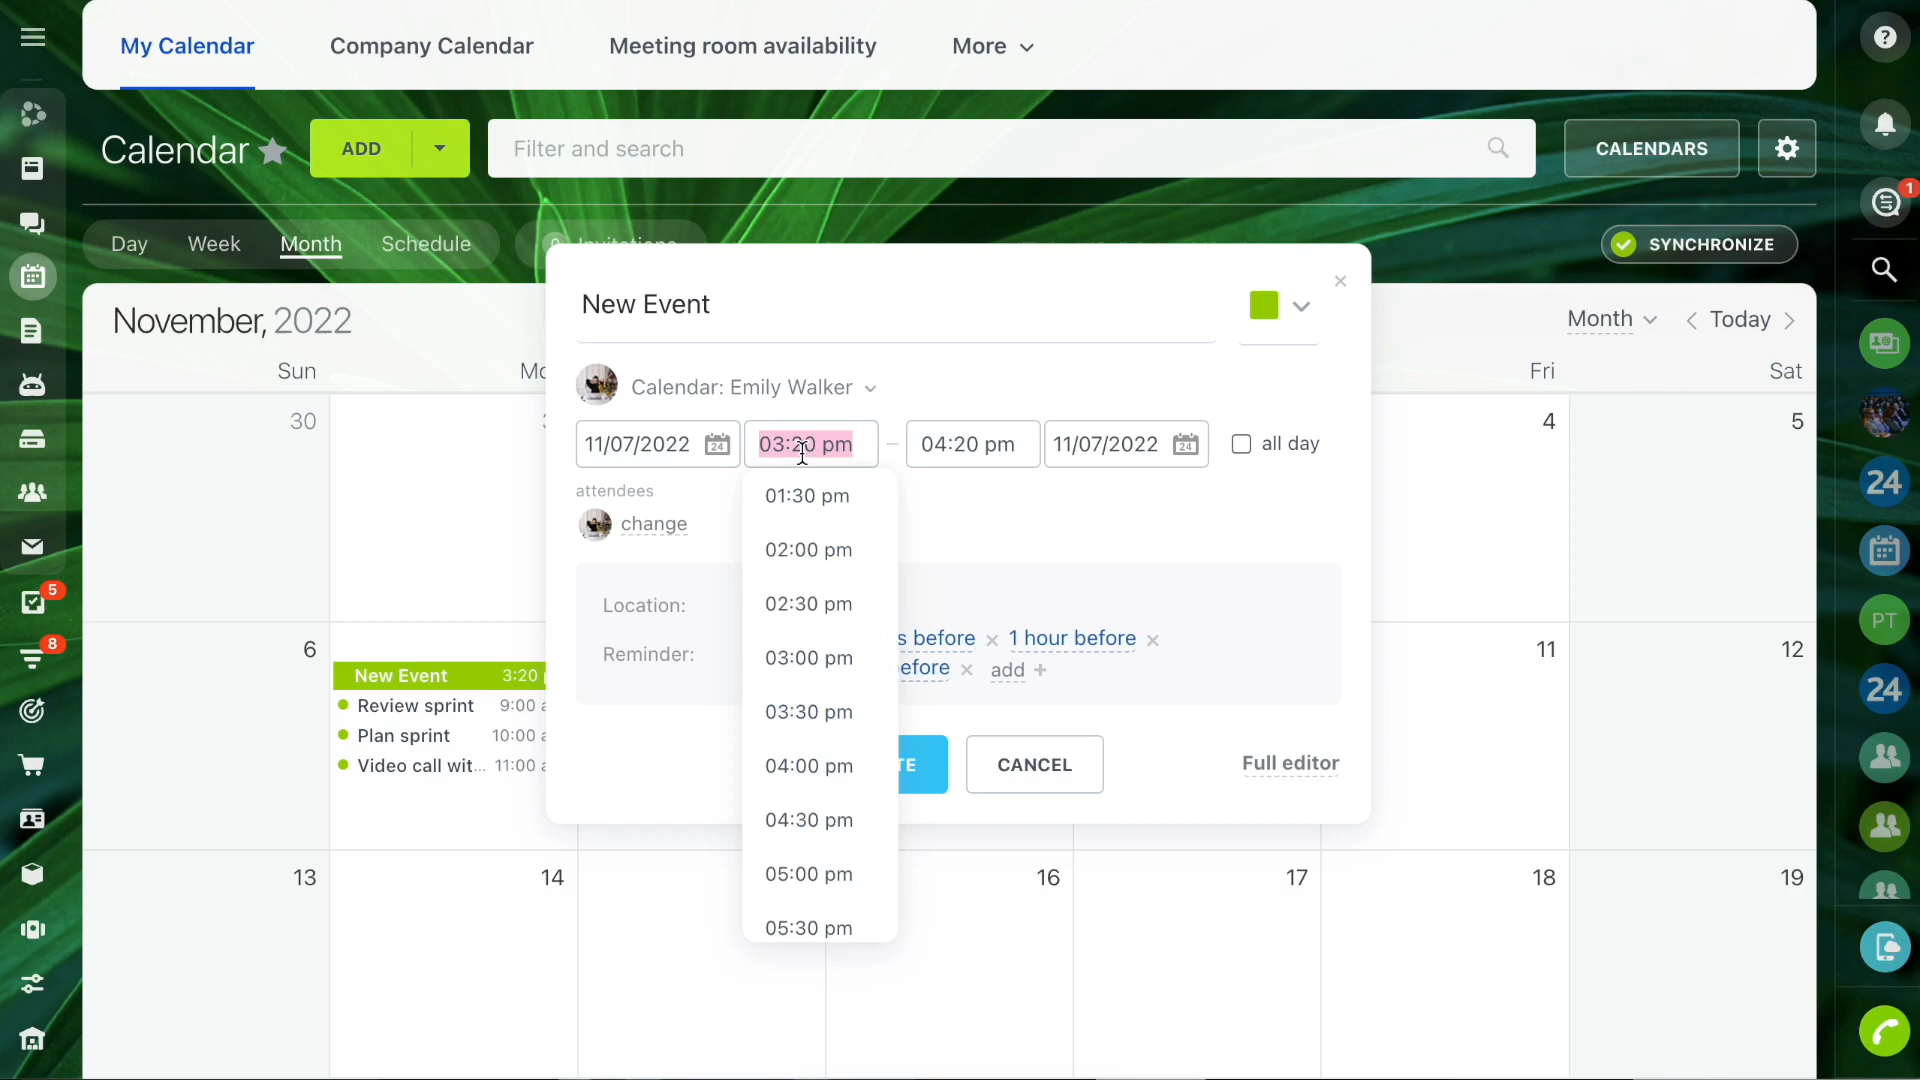 My Calendar
Company Calendar
Meeting room availability
More
Calendar
ADD
Filter and search
CALENDARS
1
Day
Week
Month
Schedule
SYNCHRONIZE
November, 2022
Month
Today
Sun
Fri
Sat
30
4
5
6
11
12
New Event 3:20
Review sprint 9:00 a
Plan sprint 10:00 a
Video call wit... 11:00 a
13
14
16
17
18
19
New Event
Calendar: Emily Walker
11/07/2022 24
03:20 pm
–
04:20 pm
11/07/2022 24
all day
attendees
change
Location:
Reminder:
s before
1 hour before
efore
add +
TE
CANCEL
Full editor
01:30 pm
02:00 pm
02:30 pm
03:00 pm
03:30 pm
04:00 pm
04:30 pm
05:00 pm
05:30 pm
5
8
24
PT
24